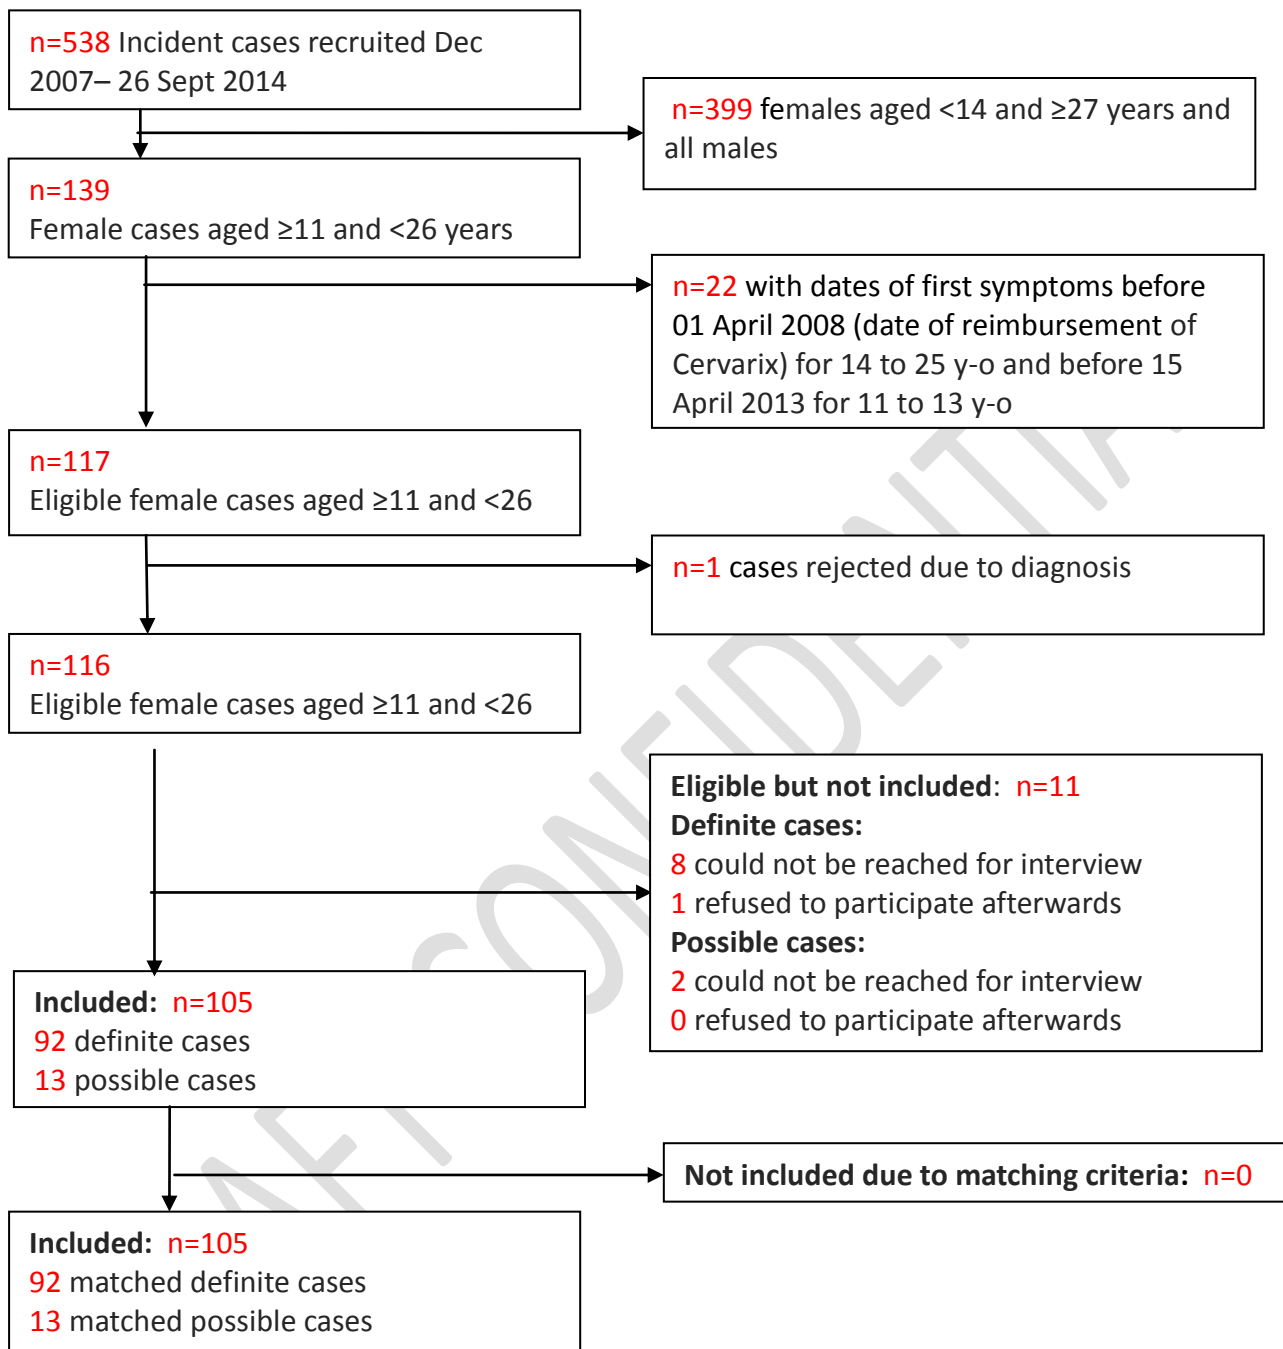 n=538 Incident cases recruited Dec
2007– 26 Sept 2014
n=399 females aged <14 and ≥27 years and
all males
n=139
Female cases aged ≥11 and <26 years
n=22 with dates of first symptoms before
01 April 2008 (date of reimbursement of
Cervarix) for 14 to 25 y-o and before 15
April 2013 for 11 to 13 y-o
n=117
Eligible female cases aged ≥11 and <26
n=1 cases rejected due to diagnosis
n=116
Eligible female cases aged ≥11 and <26
Eligible but not included: n=11
Definite cases:
8 could not be reached for interview
1 refused to participate afterwards
Possible cases:
2 could not be reached for interview
0 refused to participate afterwards
Included: n=105
92 definite cases
13 possible cases
Not included due to matching criteria: n=0
Included: n=105
92 matched definite cases
13 matched possible cases